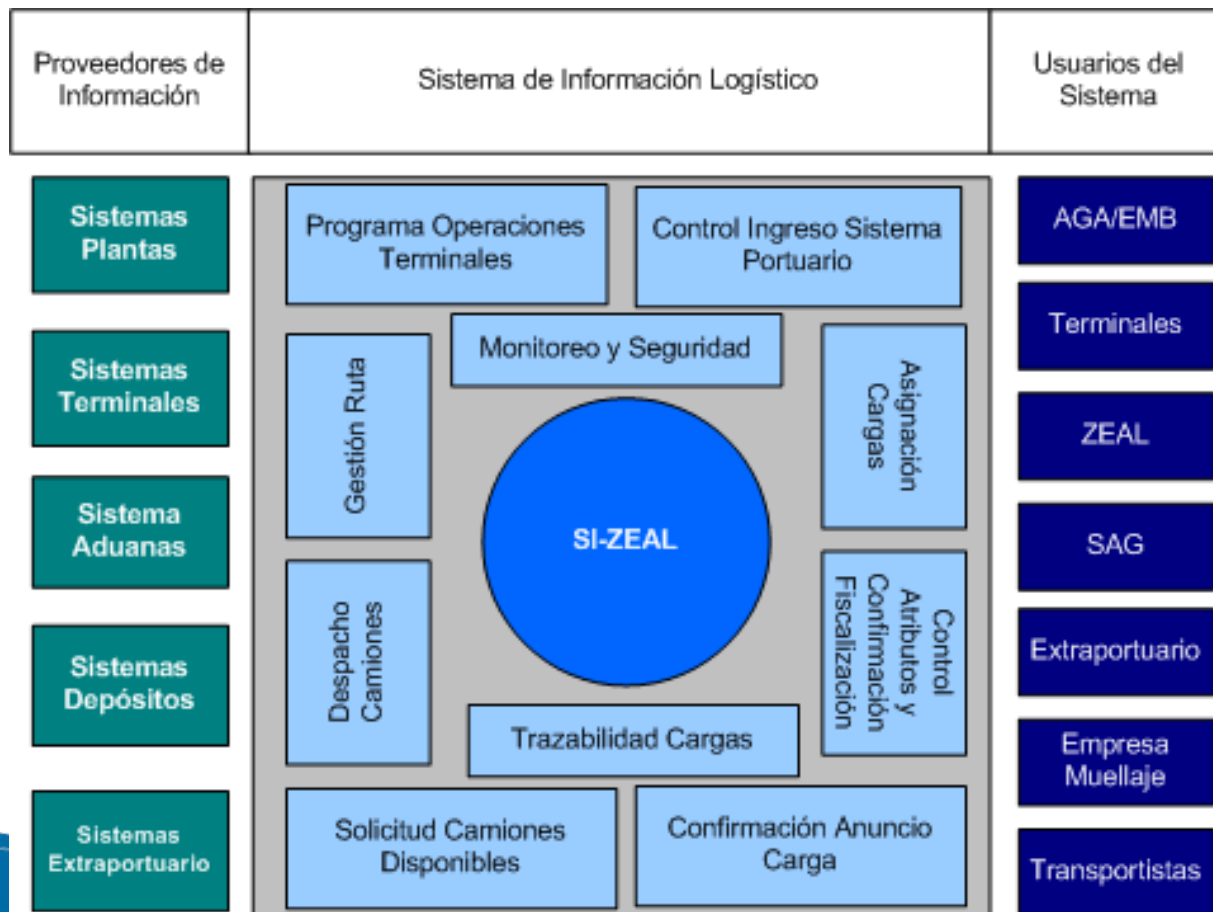 Proveedores de
Información
Sistema de Información Logístico
Usuarios del
Sistema
Sistemas
Plantas
Sistemas
Terminales
Sistema
Aduanas
Sistemas
Depósitos
Sistemas
Extraportuario
Programa Operaciones
Terminales
Control Ingreso Sistema
Portuario
Monitoreo y Seguridad
Gestión Ruta
Asignación
Cargas
SI-ZEAL
Despacho
Camiones
Control
Atributos y
Confirmación
Fiscalización
Trazabilidad Cargas
Solicitud Camiones
Disponibles
Confirmación Anuncio
Carga
AGA/EMB
Terminales
ZEAL
SAG
Extraportuario
Empresa
Muellaje
Transportistas